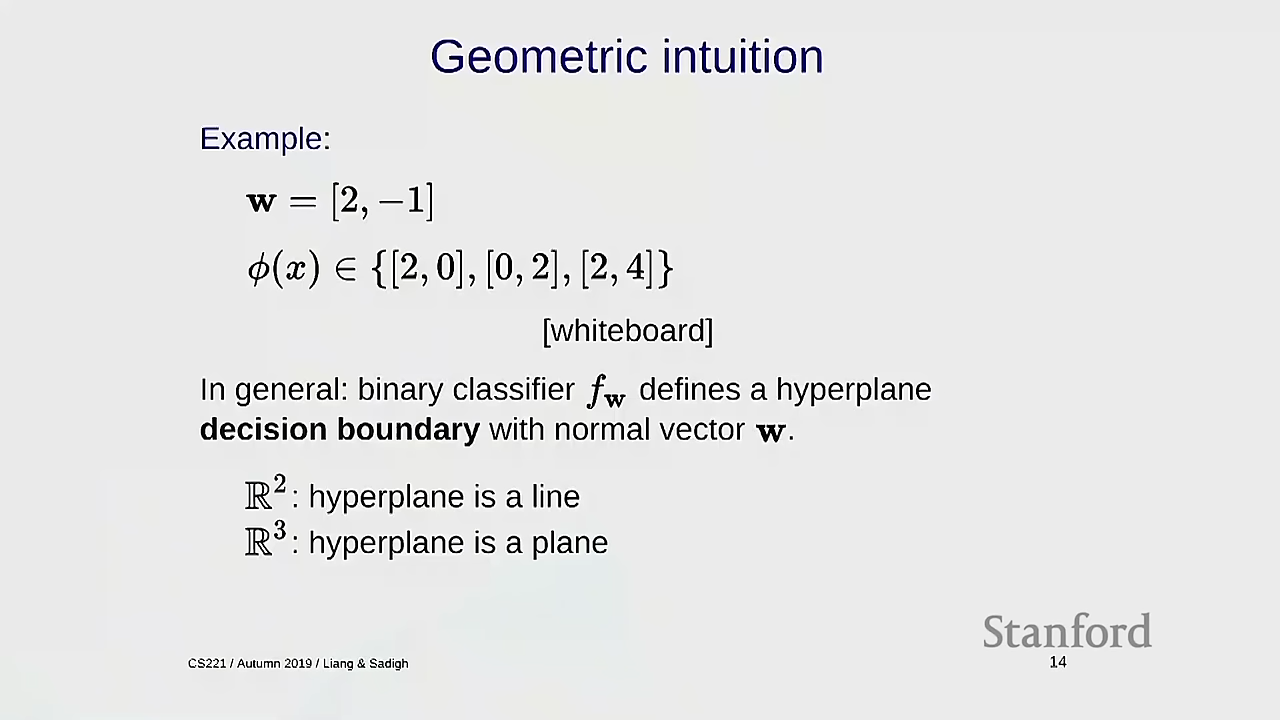 Geometric intuition
Example:
w = [2, −1]
ϕ(x) ∈ {[2, 0], [0, 2], [2, 4]}
[whiteboard]
In general: binary classifier f_w defines a hyperplane
decision boundary with normal vector w.
ℝ²: hyperplane is a line
ℝ³: hyperplane is a plane
Stanford
CS221 / Autumn 2019 / Liang & Sadigh
14